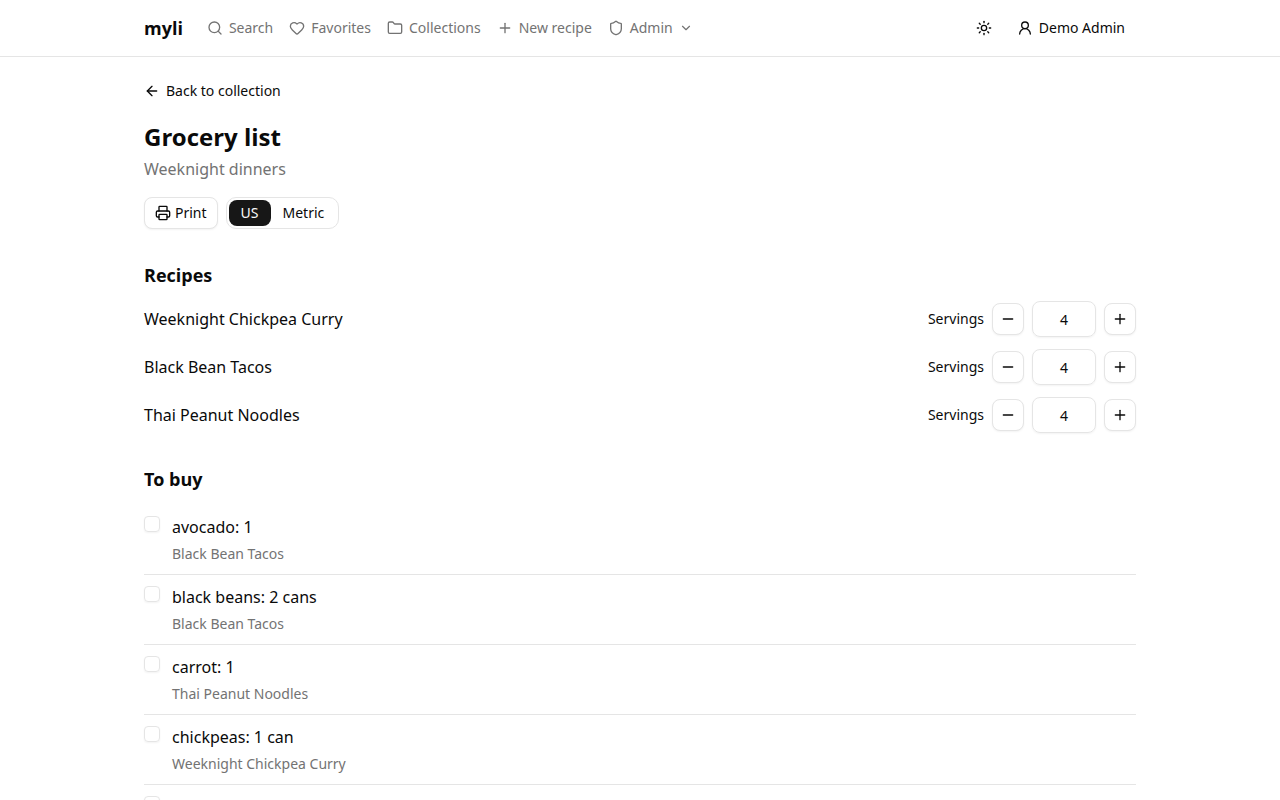 myli Search Favorites Collections New recipe Admin Demo Admin
Back to collection
Grocery list
Weeknight dinners
Print US Metric
Recipes
Weeknight Chickpea Curry Servings 4
Black Bean Tacos Servings 4
Thai Peanut Noodles Servings 4
To buy
avocado: 1
Black Bean Tacos
black beans: 2 cans
Black Bean Tacos
carrot: 1
Thai Peanut Noodles
chickpeas: 1 can
Weeknight Chickpea Curry